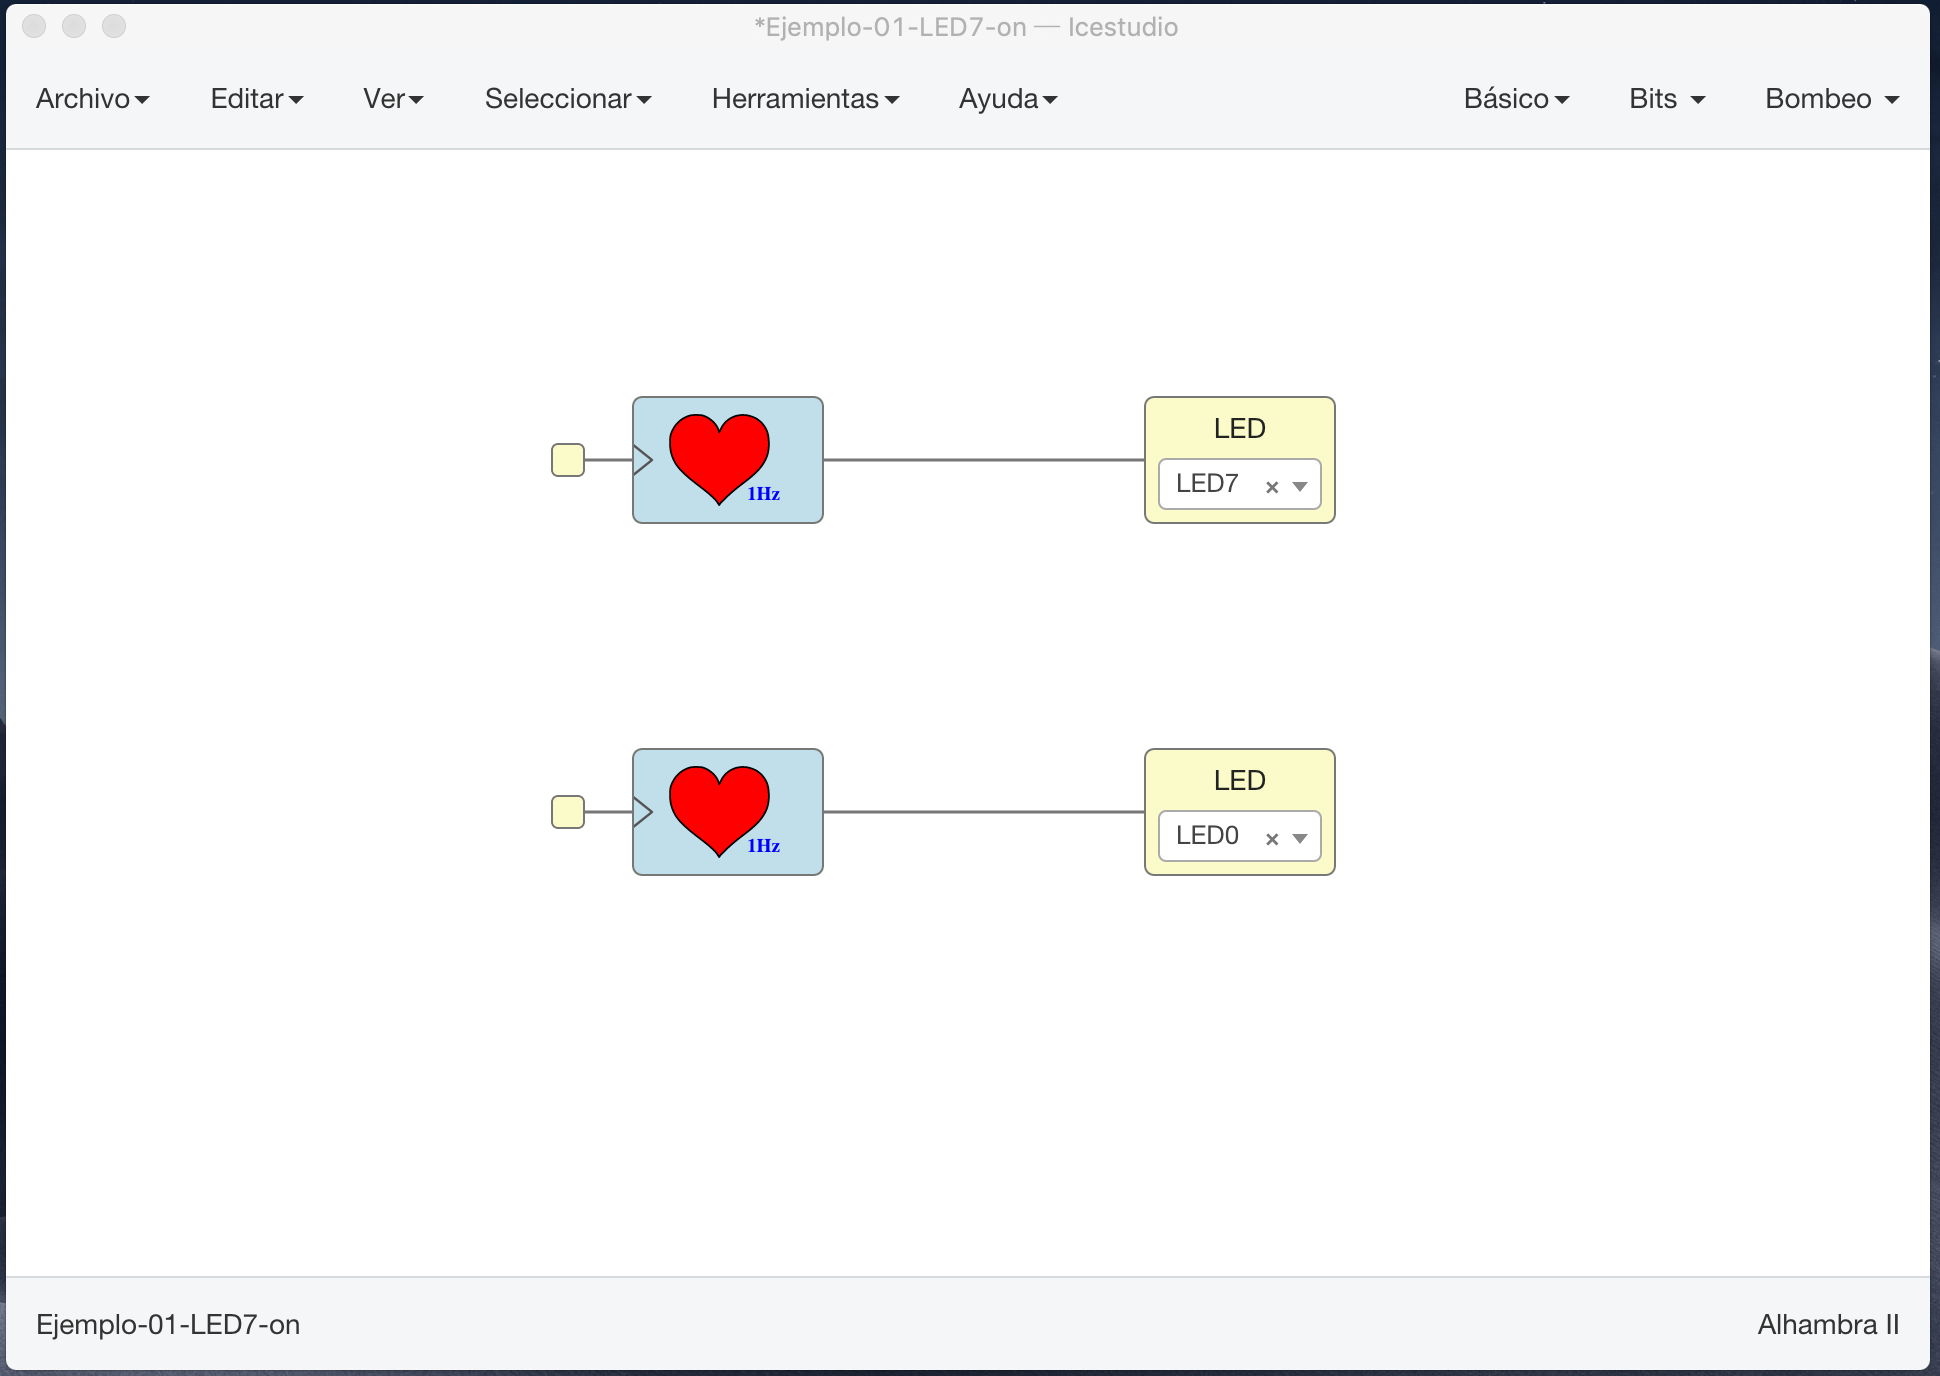 *Ejemplo-01-LED7-on — Icestudio
Archivo Editar Ver Seleccionar Herramientas Ayuda Básico Bits Bombeo
LED
LED7
1Hz
LED
LED0
1Hz
Ejemplo-01-LED7-on Alhambra II